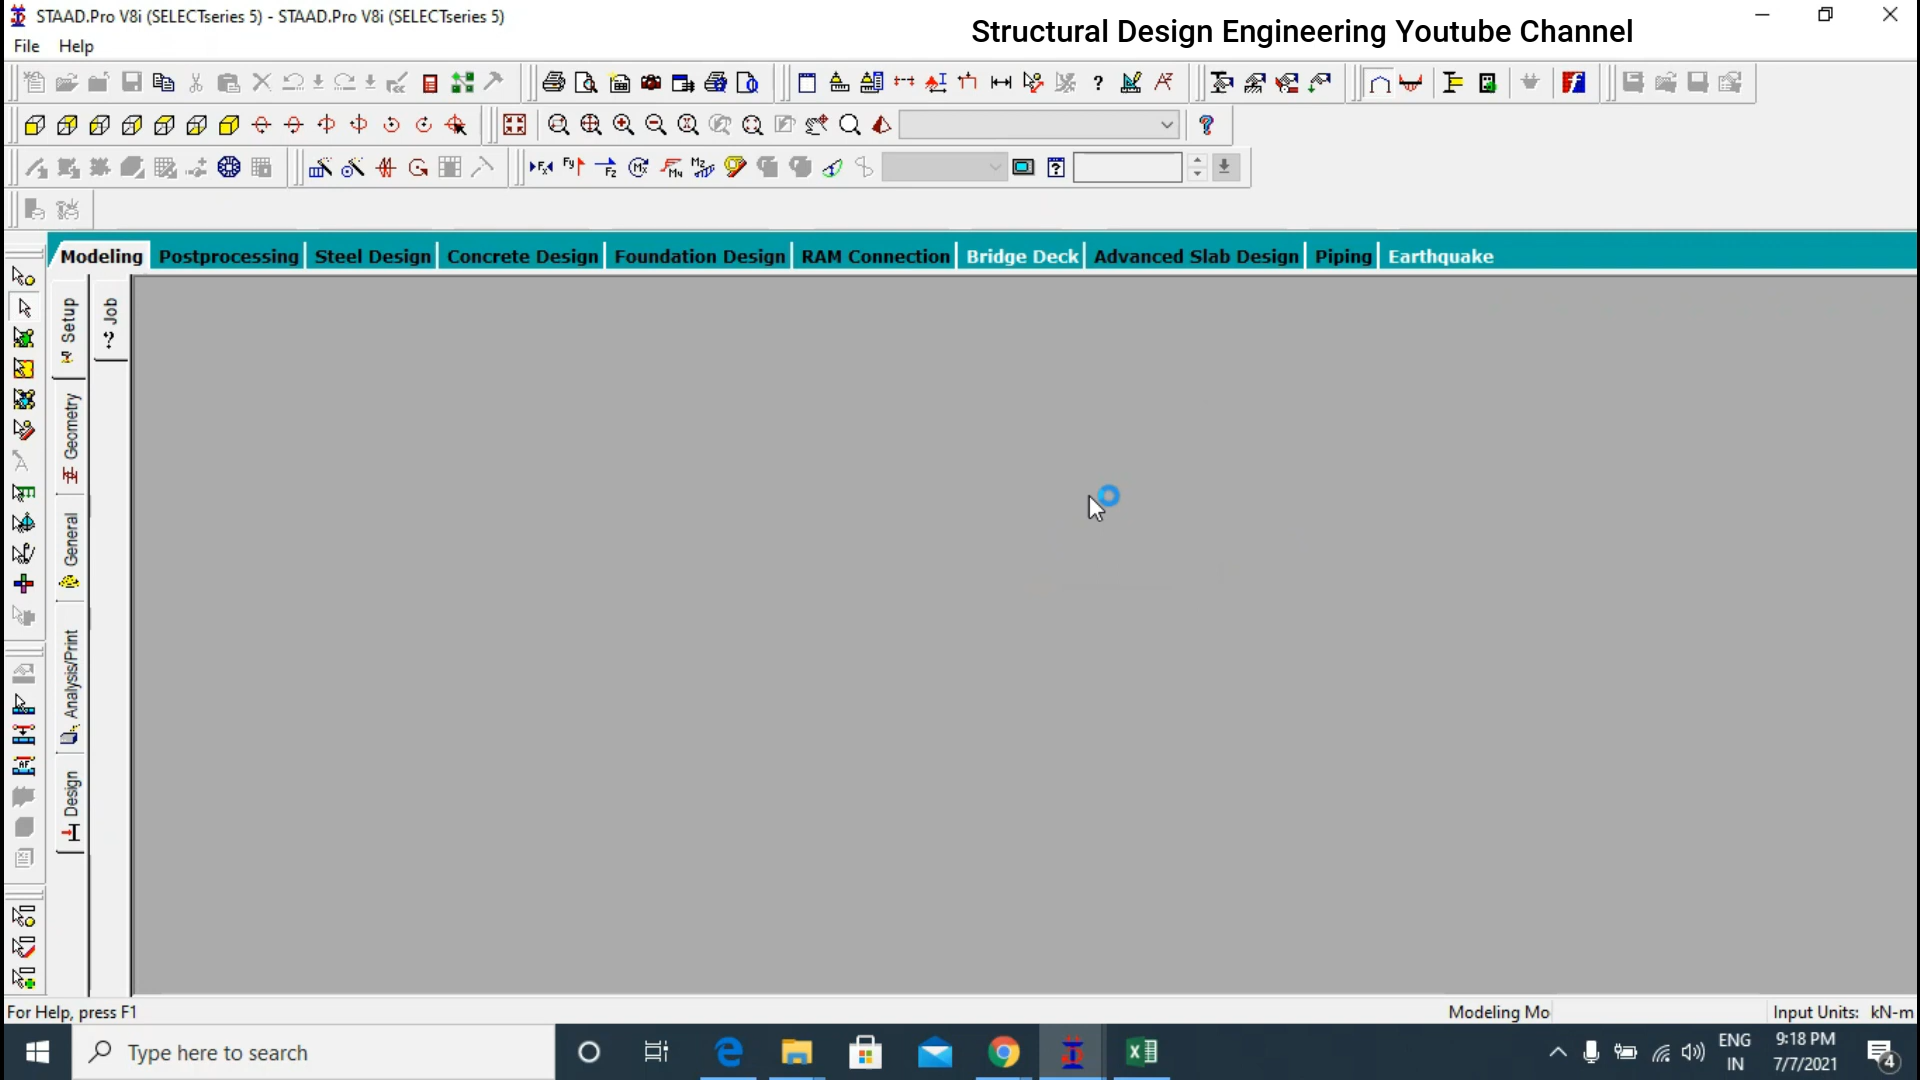 STAAD.Pro V8i (SELECTseries 5) - STAAD.Pro V8i (SELECTseries 5)
Structural Design Engineering Youtube Channel
File Help
Modeling Postprocessing Steel Design Concrete Design Foundation Design RAM Connection Bridge Deck Advanced Slab Design Piping Earthquake
Setup
Job
Geometry
General
Analysis/Print
Design
For Help, press F1
Modeling Mo
Input Units: kN-m
Type here to search
ENG
IN
9:18 PM
7/7/2021
4